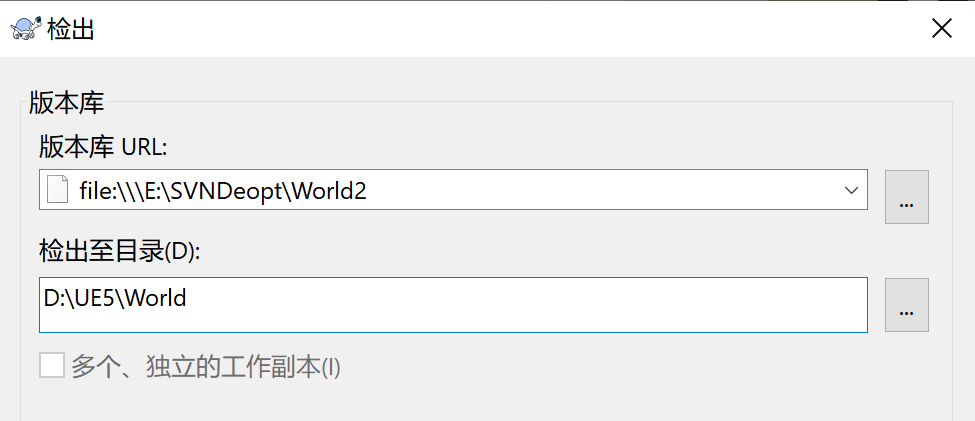 检出
版本库
版本库 URL:
file:\\\E:\SVNDeopt\World2
...
检出至目录(D):
D:\UE5\World
...
多个、独立的工作副本(I)